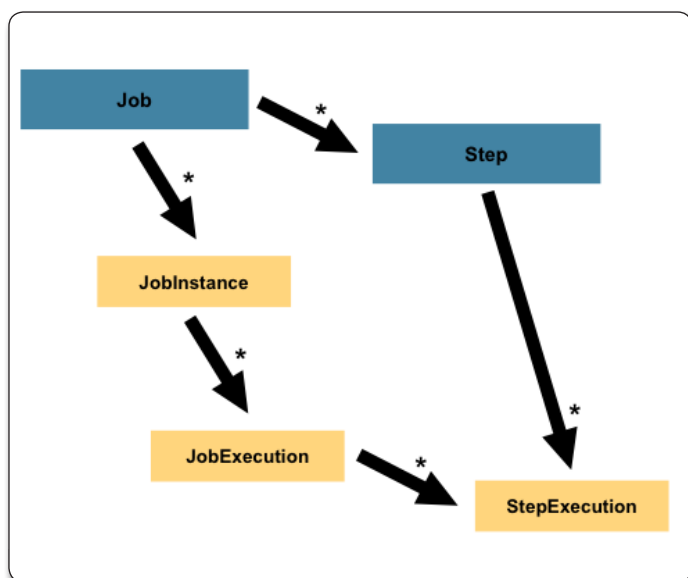 Job
*
Step
*
JobInstance
*
JobExecution
*
*
StepExecution